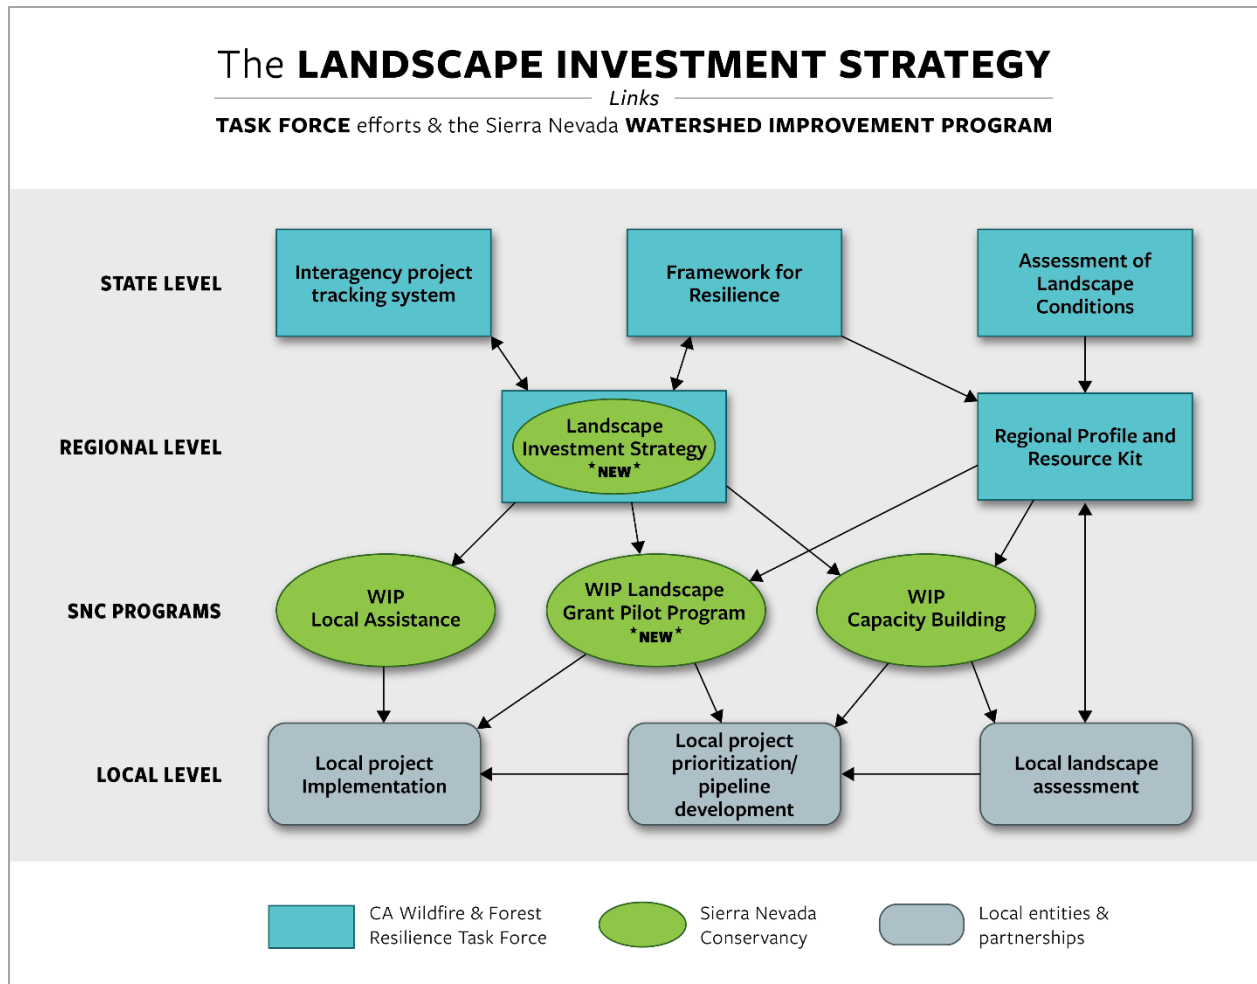 The LANDSCAPE INVESTMENT STRATEGY
Links
TASK FORCE efforts & the Sierra Nevada WATERSHED IMPROVEMENT PROGRAM
STATE LEVEL
Interagency project
tracking system
Framework for
Resilience
Assessment of
Landscape
Conditions
REGIONAL LEVEL
Landscape
Investment Strategy
*NEW*
Regional Profile and
Resource Kit
SNC PROGRAMS
WIP
Local Assistance
WIP Landscape
Grant Pilot Program
*NEW*
WIP
Capacity Building
LOCAL LEVEL
Local project
Implementation
Local project
prioritization/
pipeline
development
Local landscape
assessment
CA Wildfire & Forest
Resilience Task Force
Sierra Nevada
Conservancy
Local entities &
partnerships